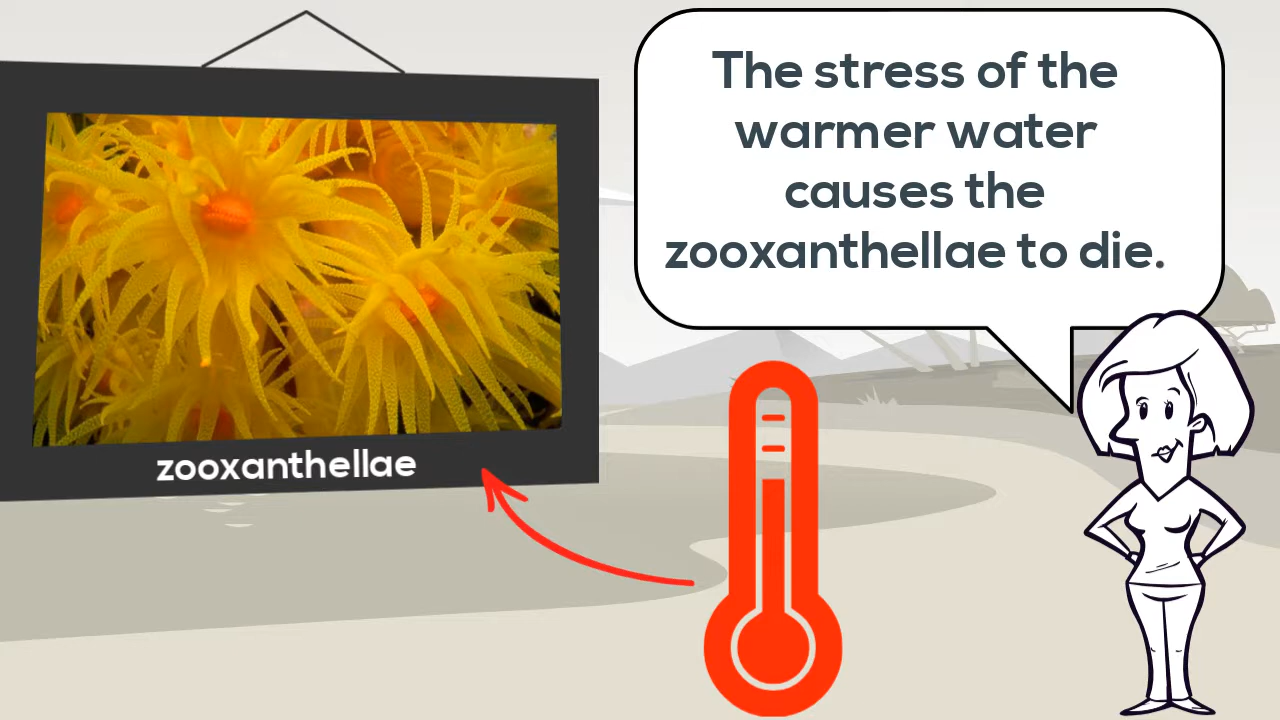 The stress of the
warmer water
causes the
zooxanthellae to die.
zooxanthellae